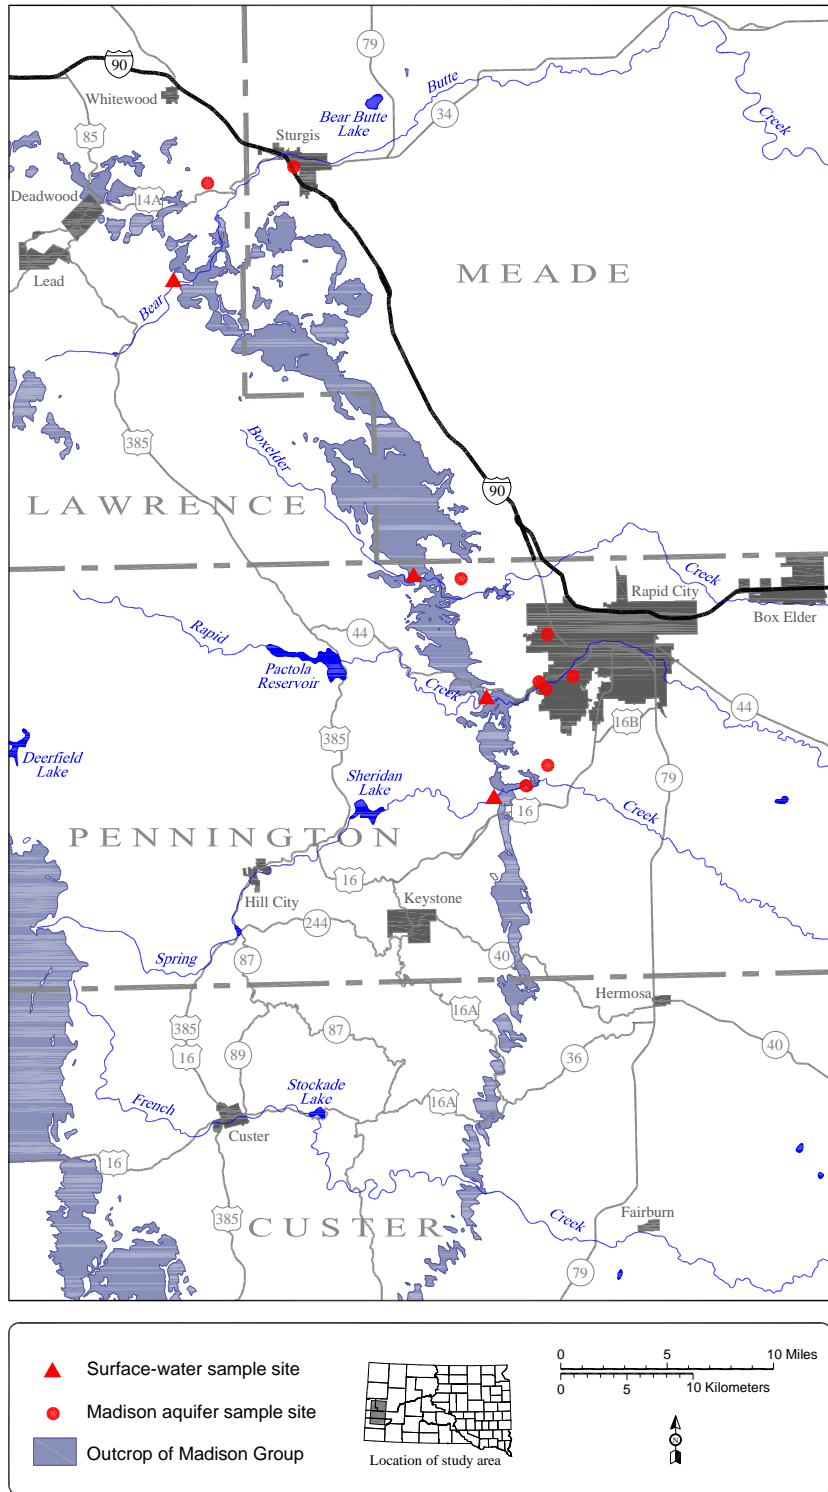 79
90
Whitewood
Bear Butte
Lake
Butte
Creek
34
85
Sturgis
Deadwood
14A
Lead
Bear
MEADE
385
Boxelder
90
LAWRENCE
Creek
Rapid City
Box Elder
Rapid
44
Pactola
Reservoir
Creek
16B
44
385
Deerfield
Lake
79
Sheridan
Lake
16
Creek
PENNINGTON
16
Hill City
Keystone
244
Spring
87
40
Hermosa
385
16A
87
16
89
36
40
French
Stockade
Lake
16A
Custer
16
385
CUSTER
Creek
Fairburn
79
Surface-water sample site
Madison aquifer sample site
Outcrop of Madison Group
Location of study area
0 5 10 Miles
0 5 10 Kilometers
N